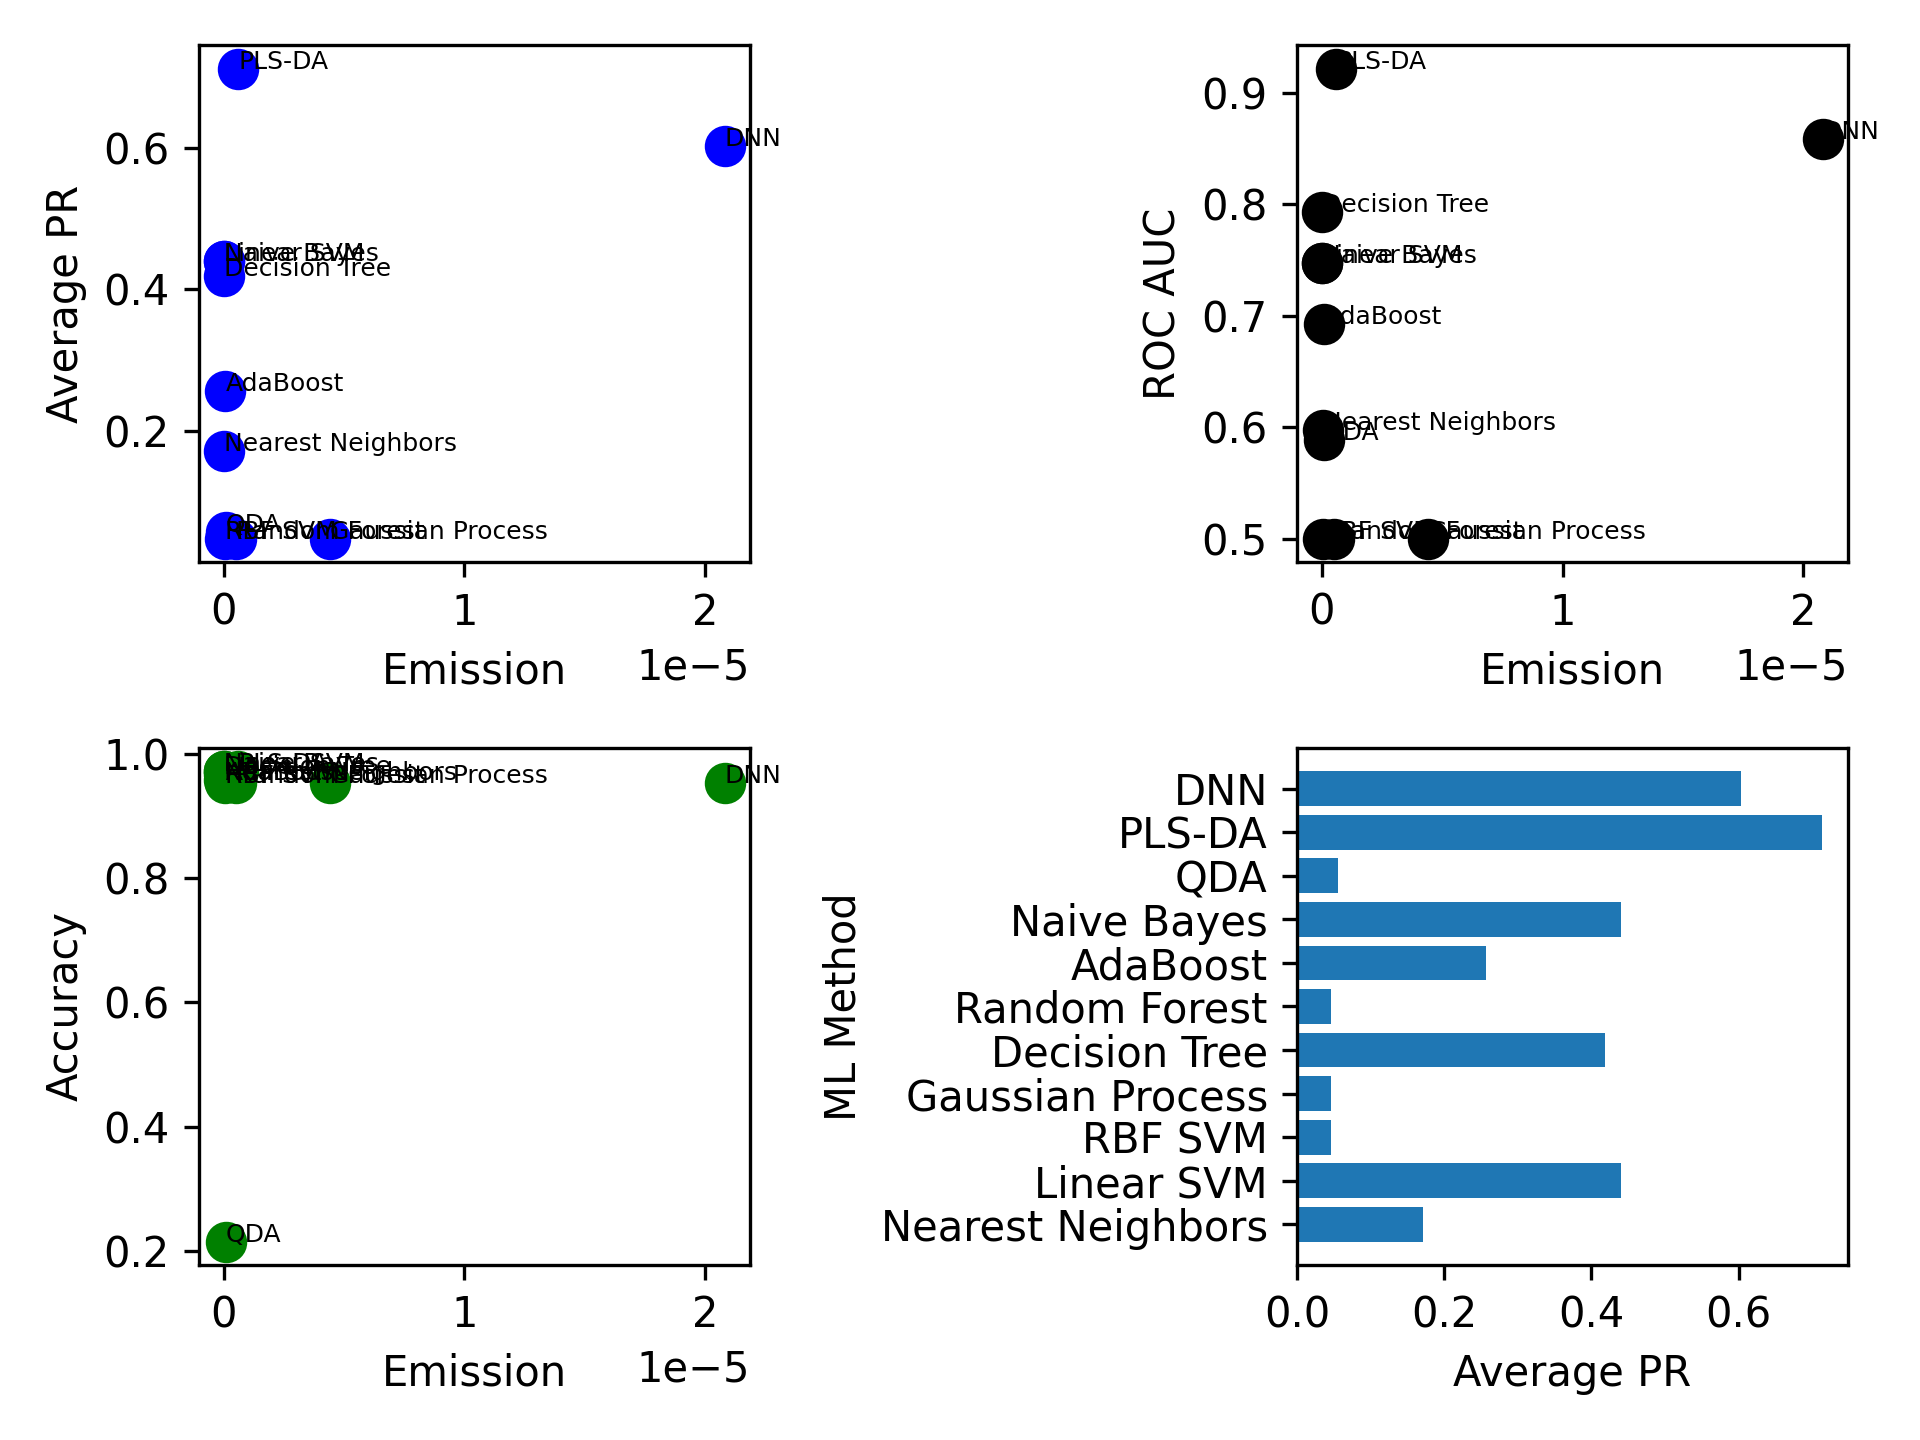 PLS-DA
DNN
Decision Tree
AdaBoost
Nearest Neighbors
QDA
Gaussian Process
0.6
0.4
0.2
Average PR
0
1
2
Emission
1e−5
LS-DA
NN
ecision Tree
daBoost
earest Neighbors
DA
0.9
0.8
0.7
0.6
0.5
ROC AUC
0
1
2
Emission
1e−5
DNN
QDA
1.0
0.8
0.6
0.4
0.2
Accuracy
0
1
2
Emission
1e−5
DNN
PLS-DA
QDA
Naive Bayes
AdaBoost
Random Forest
Decision Tree
Gaussian Process
RBF SVM
Linear SVM
Nearest Neighbors
ML Method
0.0
0.2
0.4
0.6
Average PR